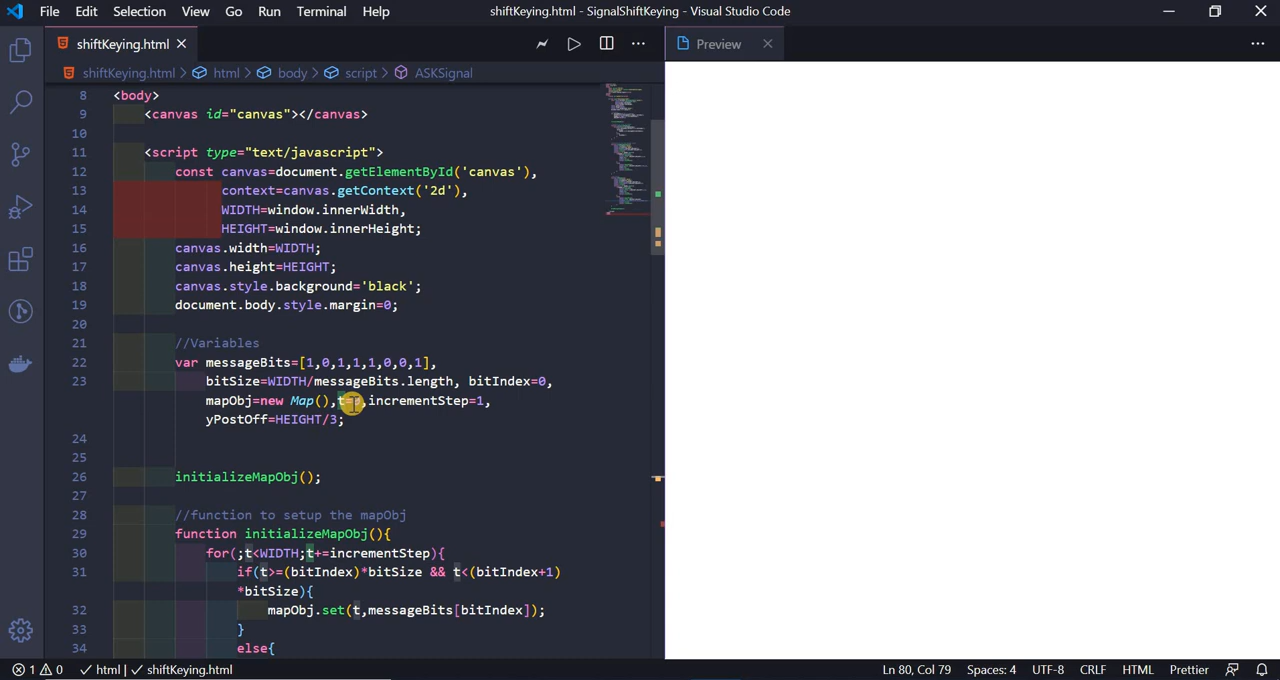 File Edit Selection View Go Run Terminal Help shiftKeying.html - SignalShiftKeying - Visual Studio Code
shiftKeying.html Preview
shiftKeying.html html body script ASKSignal
8 <body>
9 <canvas id="canvas"></canvas>
10
11 <script type="text/javascript">
12 const canvas=document.getElementById('canvas'),
13 context=canvas.getContext('2d'),
14 WIDTH=window.innerWidth,
15 HEIGHT=window.innerHeight;
16 canvas.width=WIDTH;
17 canvas.height=HEIGHT;
18 canvas.style.background='black';
19 document.body.style.margin=0;
20
21 //Variables
22 var messageBits=[1,0,1,1,1,0,0,1],
23 bitSize=WIDTH/messageBits.length, bitIndex=0,
mapObj=new Map(), ,incrementStep=1,
yPostOff=HEIGHT/3;
24
25
26 initializeMapObj();
27
28 //function to setup the mapObj
29 function initializeMapObj(){
30 for(;t<WIDTH;t+=incrementStep){
31 if(t>=(bitIndex)*bitSize && t<(bitIndex+1)
*bitSize){
32 mapObj.set(t,messageBits[bitIndex]);
33 }
34 else{
1 0 html | shiftKeying.html Ln 80, Col 79 Spaces: 4 UTF-8 CRLF HTML Prettier